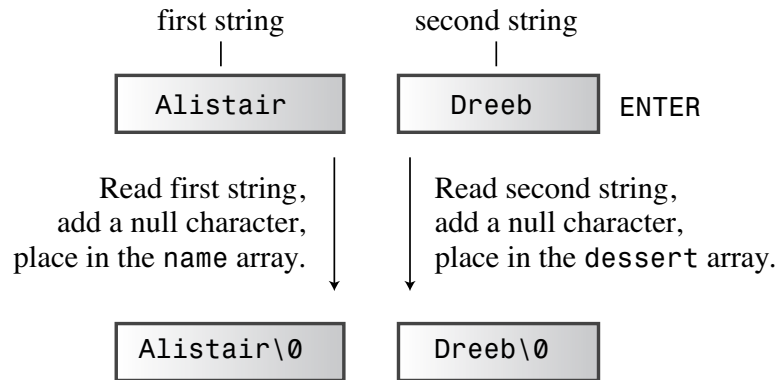 first string
second string
Alistair
Dreeb
ENTER
Read first string,
add a null character,
place in the name array.
Read second string,
add a null character,
place in the dessert array.
Alistair\0
Dreeb\0